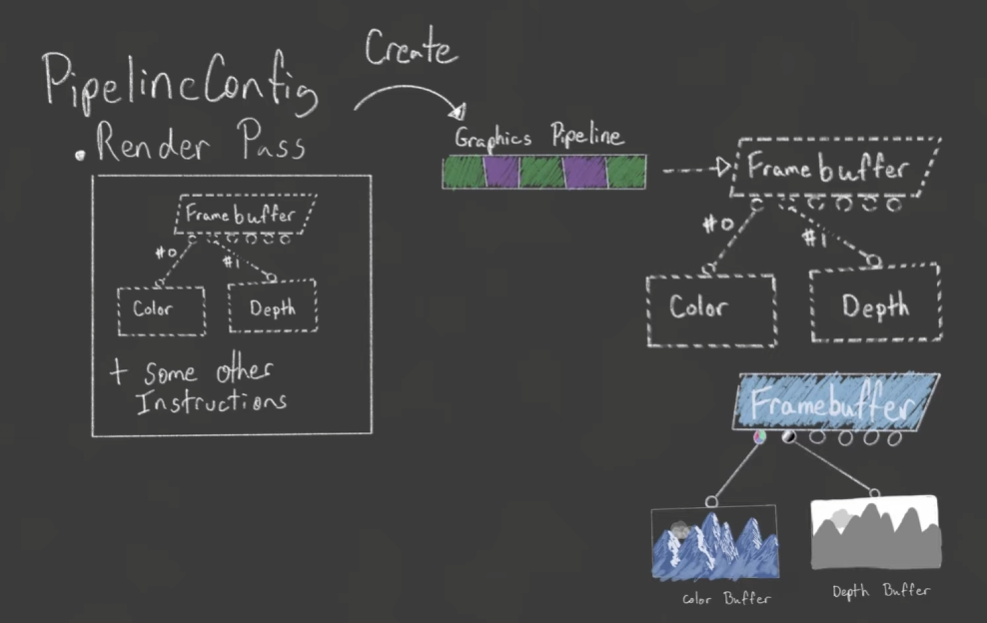 PipelineConfig
. Render Pass
Framebuffer
#0
#1
Color
Depth
+ Some other
Instructions
Create
Graphics Pipeline
Framebuffer
#0
#1
Color
Depth
Framebuffer
Color Buffer
Depth Buffer